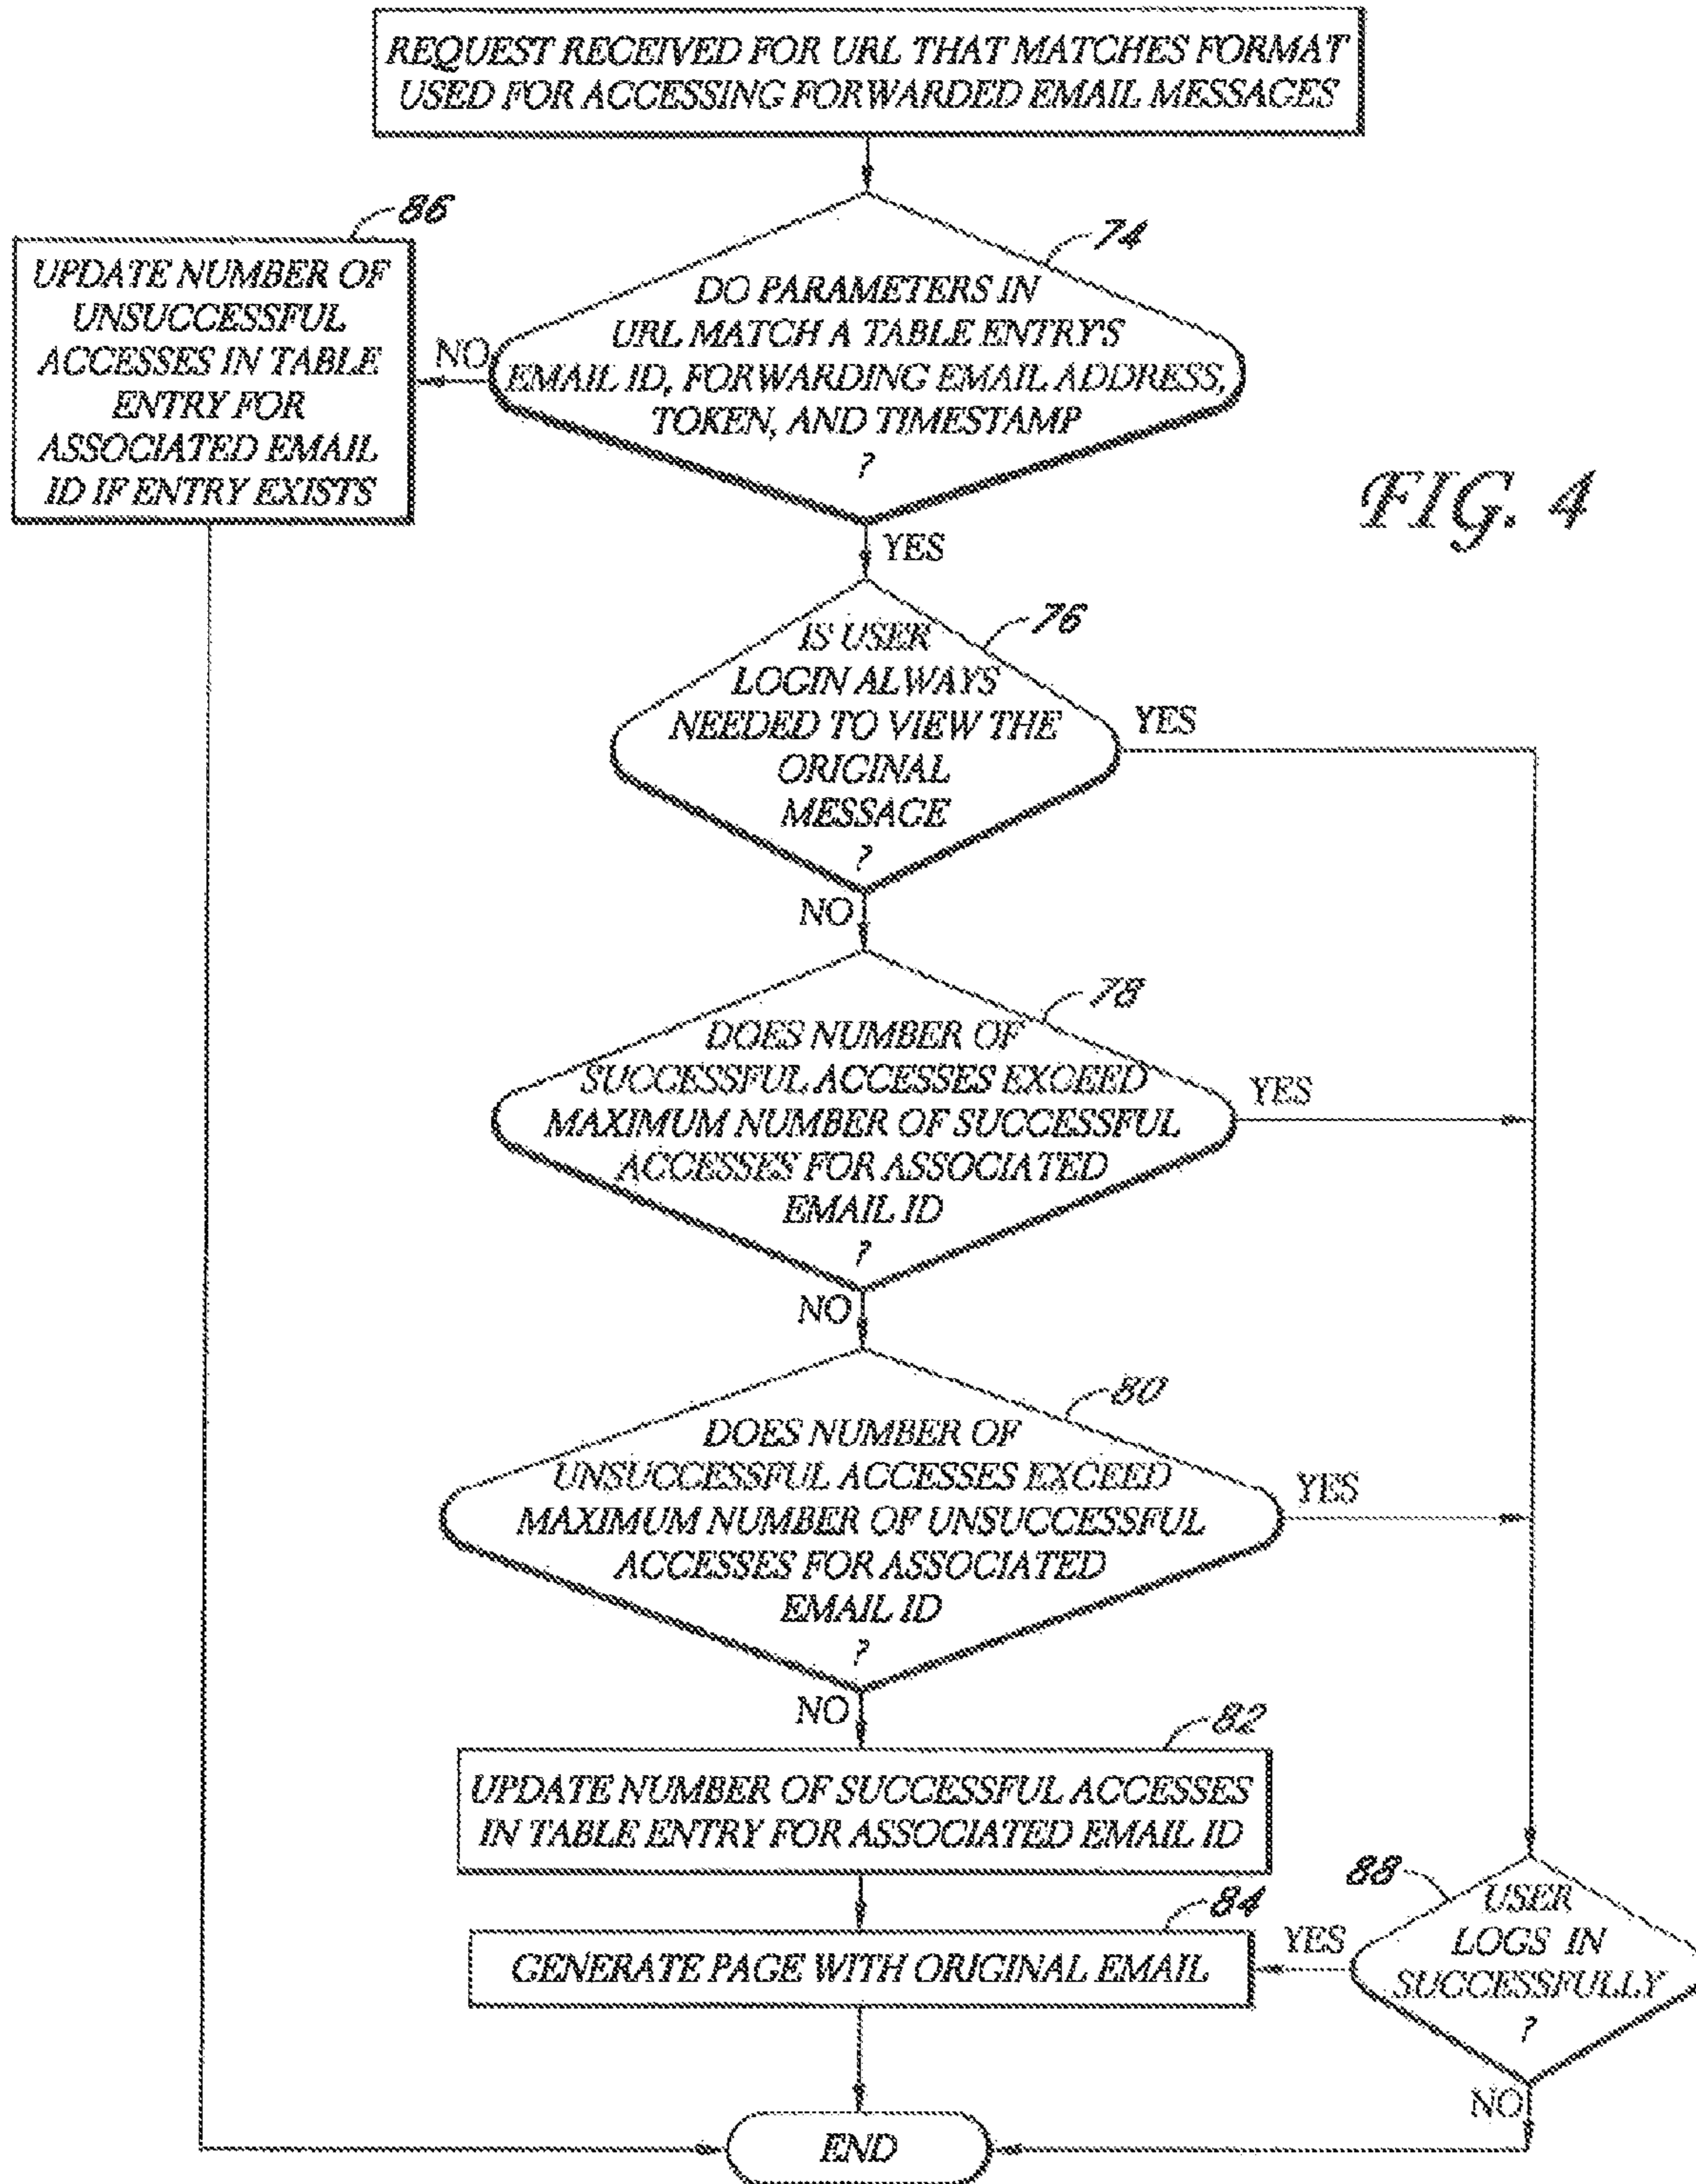 REQUEST RECEIVED FOR URL THAT MATCHES FORMAT
USED FOR ACCESSING FORWARDED EMAIL MESSAGES
86
UPDATE NUMBER OF
UNSUCCESSFUL
ACCESSES IN TABLE
ENTRY FOR
ASSOCIATED EMAIL
ID IF ENTRY EXISTS
NO
74
DO PARAMETERS IN
URL MATCH A TABLE ENTRY'S
EMAIL ID, FORWARDING EMAIL ADDRESS,
TOKEN, AND TIMESTAMP
?
FIG. 4
YES
76
IS USER
LOGIN ALWAYS
NEEDED TO VIEW THE
ORIGINAL
MESSAGE
?
YES
NO
78
DOES NUMBER OF
SUCCESSFUL ACCESSES EXCEED
MAXIMUM NUMBER OF SUCCESSFUL
ACCESSES FOR ASSOCIATED
EMAIL ID
?
YES
NO
80
DOES NUMBER OF
UNSUCCESSFUL ACCESSES EXCEED
MAXIMUM NUMBER OF UNSUCCESSFUL
ACCESSES FOR ASSOCIATED
EMAIL ID
?
YES
NO
82
UPDATE NUMBER OF SUCCESSFUL ACCESSES
IN TABLE ENTRY FOR ASSOCIATED EMAIL ID
84
GENERATE PAGE WITH ORIGINAL EMAIL
YES
88
USER
LOGS IN
SUCCESSFULLY
?
NO
END